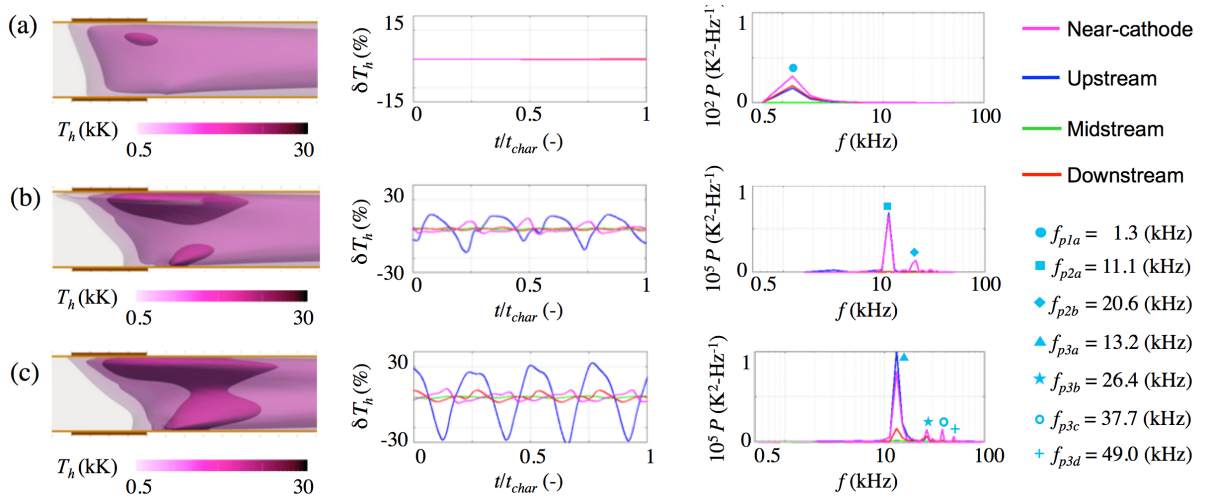 (a)
T_h (kK)
0.5
30
δT_h (%)
15
-15
0
0.5
1
t/t_char (-)
10² P (K²-Hz⁻¹)
1
0
0.5
10
100
f (kHz)
(b)
T_h (kK)
0.5
30
δT_h (%)
30
-30
0
0.5
1
t/t_char (-)
10⁵ P (K²-Hz⁻¹)
1
0
0.5
10
100
f (kHz)
(c)
T_h (kK)
0.5
30
δT_h (%)
30
-30
0
0.5
1
t/t_char (-)
10⁵ P (K²-Hz⁻¹)
1
0
0.5
10
100
f (kHz)
Near-cathode
Upstream
Midstream
Downstream
f_p1a = 1.3 (kHz)
f_p2a = 11.1 (kHz)
f_p2b = 20.6 (kHz)
f_p3a = 13.2 (kHz)
f_p3b = 26.4 (kHz)
f_p3c = 37.7 (kHz)
f_p3d = 49.0 (kHz)